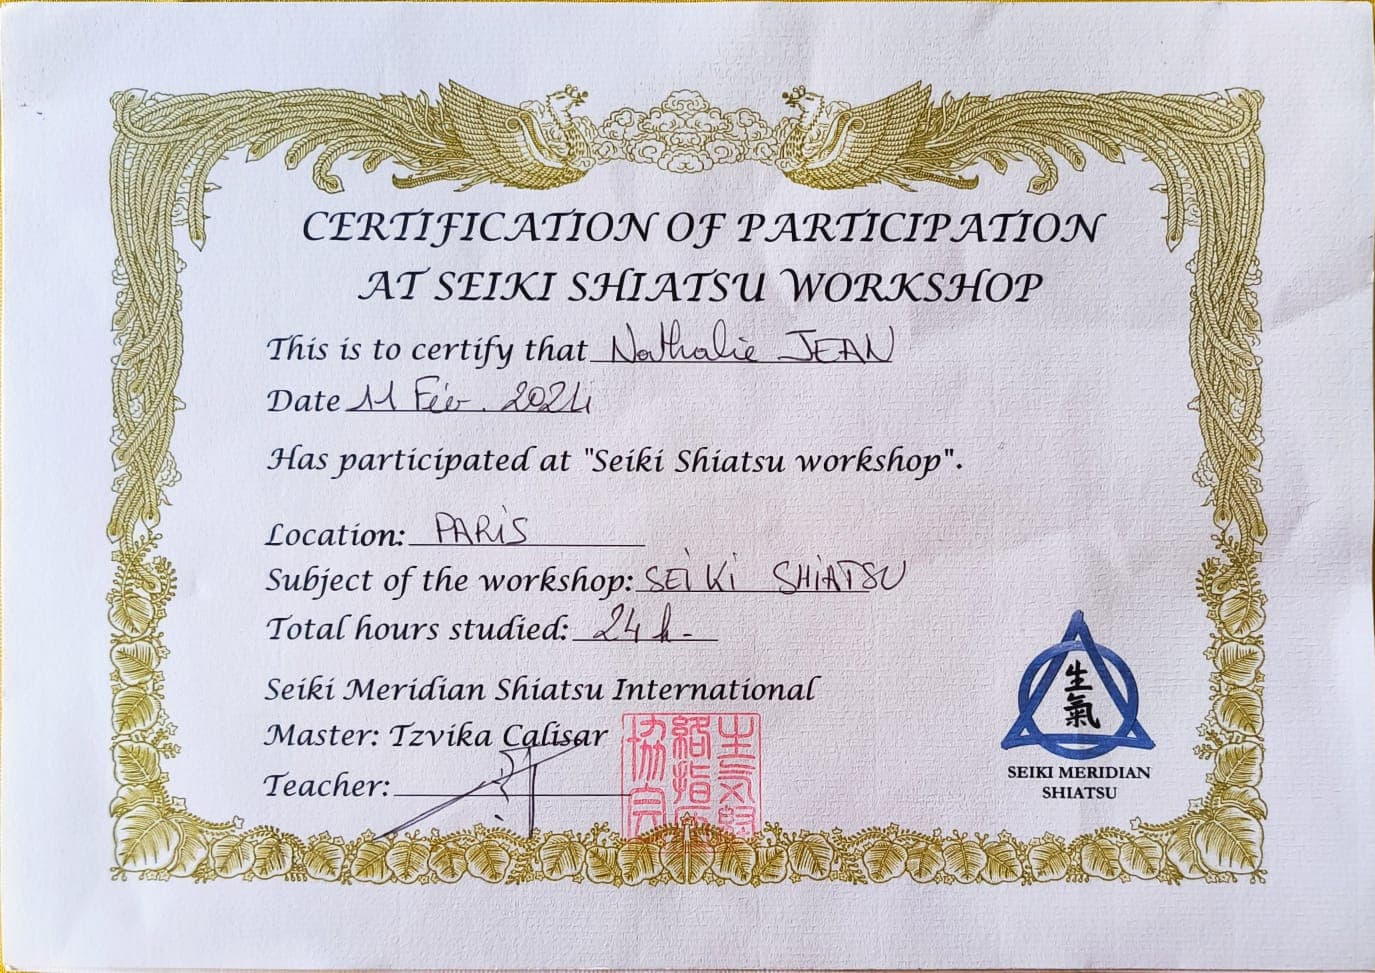 CERTIFICATION OF PARTICIPATION
AT SEIKI SHIATSU WORKSHOP
This is to certify that Nathalie JEAN
Date 11 Fév. 2024
Has participated at "Seiki Shiatsu workshop".
Location: PARIS
Subject of the workshop: SEIKI SHIATSU
Total hours studied: 24 h-
Seiki Meridian Shiatsu International
Master: Tzvika Calisar
Teacher:
生氣
SEIKI MERIDIAN
SHIATSU